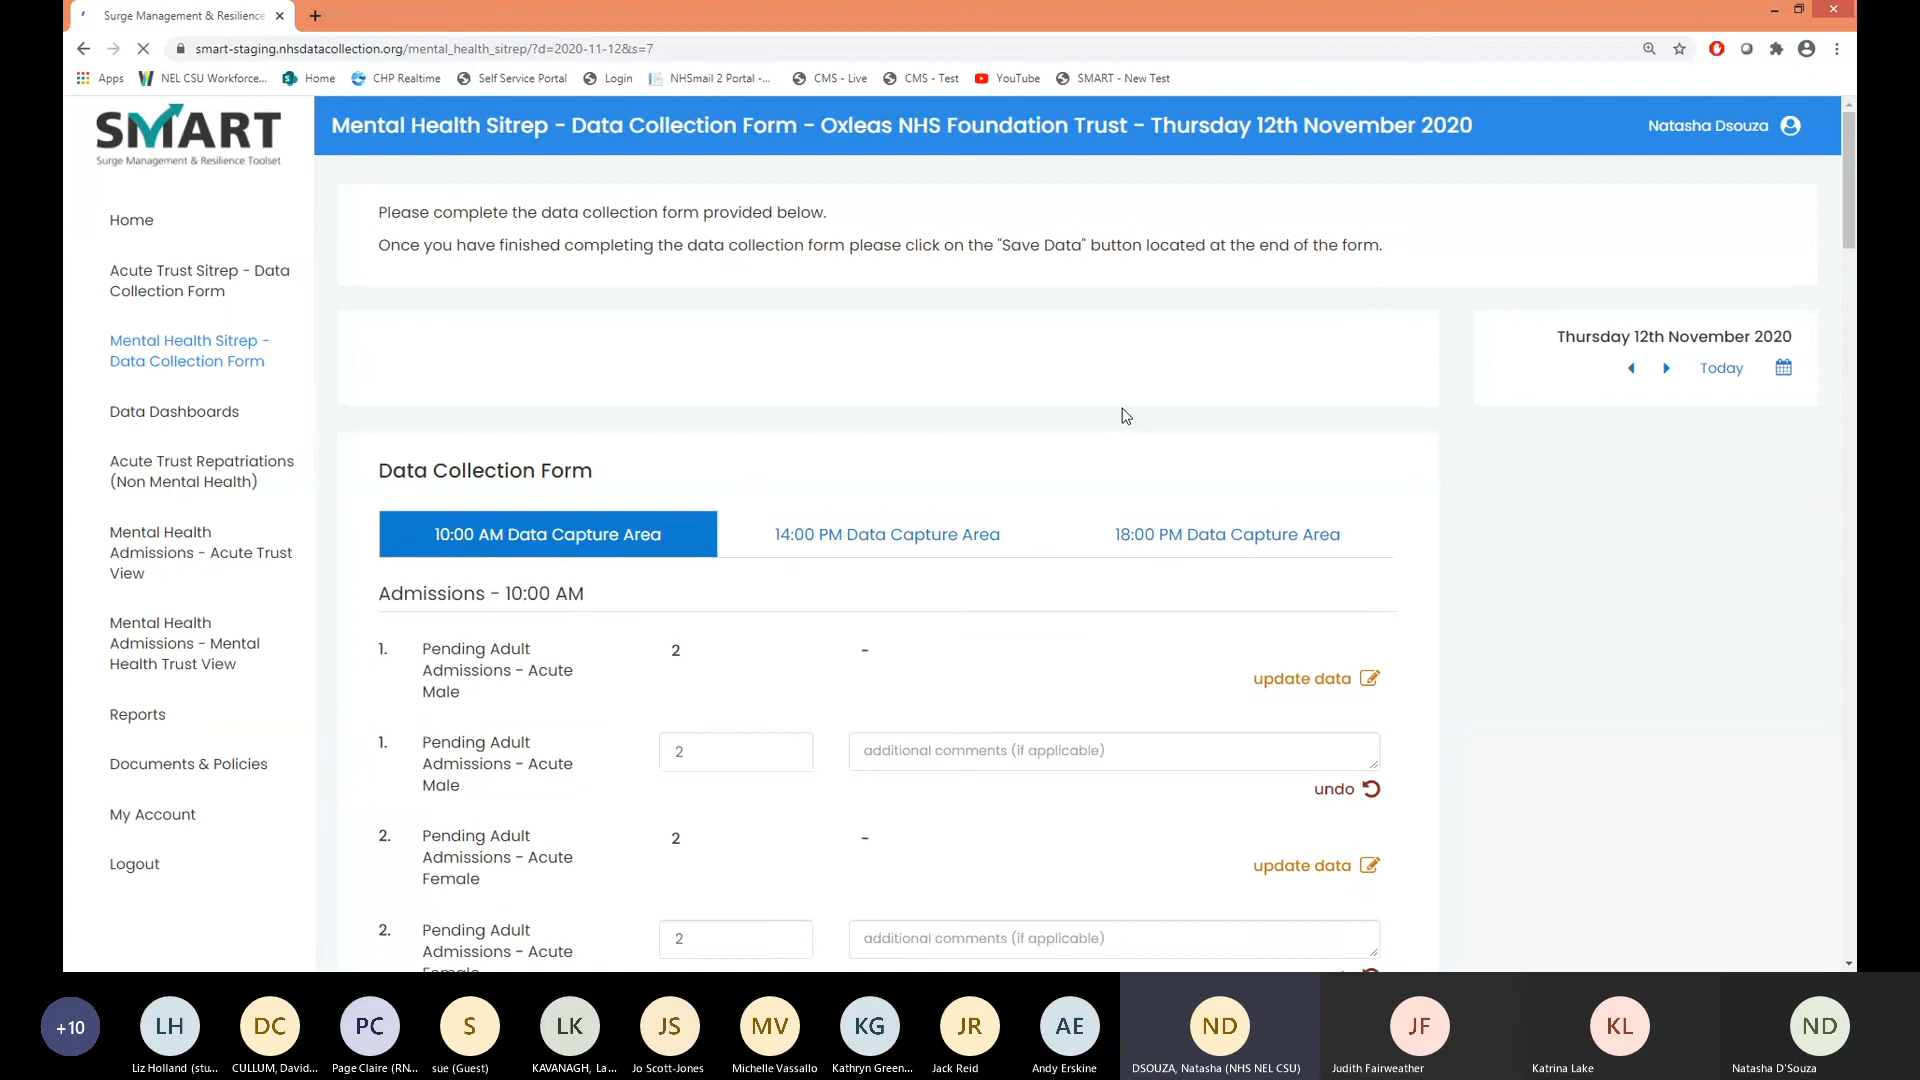 Surge Management & Resilience
smart-staging.nhsdatacollection.org/mental_health_sitrep/?d=2020-11-12&s=7
Apps NEL CSU Workforce... Home CHP Realtime Self Service Portal Login NHSmail 2 Portal -... CMS - Live CMS - Test YouTube SMART - New Test
SMART
Surge Management & Resilience Toolset
Mental Health Sitrep - Data Collection Form - Oxleas NHS Foundation Trust - Thursday 12th November 2020
Natasha Dsouza
Home
Acute Trust Sitrep - Data
Collection Form
Mental Health Sitrep -
Data Collection Form
Data Dashboards
Acute Trust Repatriations
(Non Mental Health)
Mental Health
Admissions - Acute Trust
View
Mental Health
Admissions - Mental
Health Trust View
Reports
Documents & Policies
My Account
Logout
Please complete the data collection form provided below.
Once you have finished completing the data collection form please click on the "Save Data" button located at the end of the form.
Thursday 12th November 2020
Today
Data Collection Form
10:00 AM Data Capture Area 14:00 PM Data Capture Area 18:00 PM Data Capture Area
Admissions - 10:00 AM
1. Pending Adult 2 -
Admissions - Acute
Male
update data
1. Pending Adult 2 additional comments (if applicable)
Admissions - Acute
Male
undo
2. Pending Adult 2 -
Admissions - Acute
Female
update data
2. Pending Adult 2 additional comments (if applicable)
Admissions - Acute
Female
+10 LH DC PC S LK JS MV KG JR AE ND JF KL ND
Liz Holland (stu... CULLUM, David... Page Claire (RN... sue (Guest) KAVANAGH, La... Jo Scott-Jones Michelle Vassallo Kathryn Green... Jack Reid Andy Erskine DSOUZA, Natasha (NHS NEL CSU) Judith Fairweather Katrina Lake Natasha D'Souza